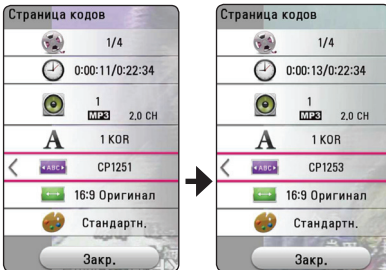 Страница кодов
1/4
0:00:11/0:22:34
1
MP3 2,0 CH
A 1 KOR
ABC CP1251
16:9 Оригинал
Стандартн.
Закр.
Страница кодов
1/4
0:00:13/0:22:34
1
MP3 2,0 CH
A 1 KOR
ABC CP1253
16:9 Оригинал
Стандартн.
Закр.